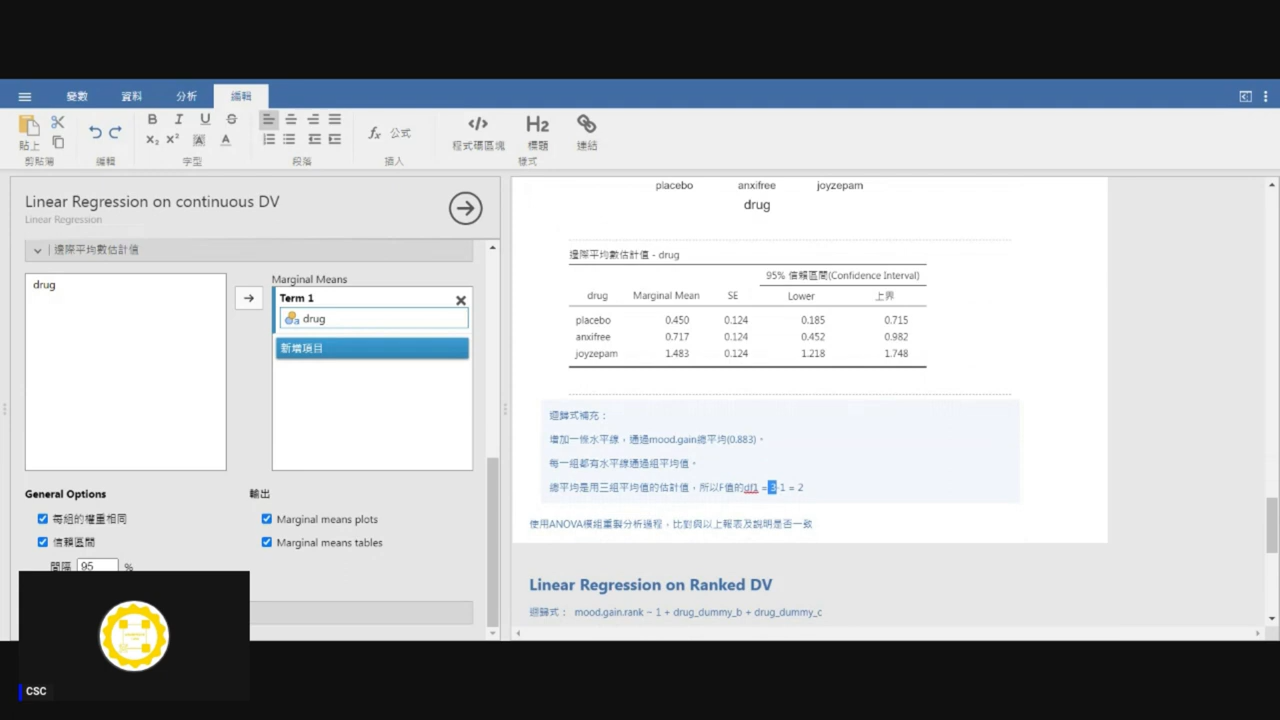 變數 資料 分析 編輯
貼上 剪貼簿 編輯 字型 段落 公式 插入 程式碼區塊 H2 標題 連結 樣式
Linear Regression on continuous DV
Linear Regression
邊際平均數估計值
drug
Marginal Means
Term 1
drug
新增項目
General Options
每組的權重相同
信賴區間
間隔 95 %
輸出
Marginal means plots
Marginal means tables
placebo anxifree joyzepam
drug
邊際平均數估計值 - drug
95% 信賴區間(Confidence Interval)
drug Marginal Mean SE Lower 上界
placebo 0.450 0.124 0.185 0.715
anxifree 0.717 0.124 0.452 0.982
joyzepam 1.483 0.124 1.218 1.748
迴歸式補充：
增加一條水平線，通過mood.gain總平均(0.883)。
每一組都有水平線通過組平均值。
總平均是用三組平均值的估計值，所以F值的df1 = 3-1 = 2
使用ANOVA模組重製分析過程，比對與以上報表及說明是否一致
Linear Regression on Ranked DV
迴歸式： mood.gain.rank ~ 1 + drug_dummy_b + drug_dummy_c
CSC